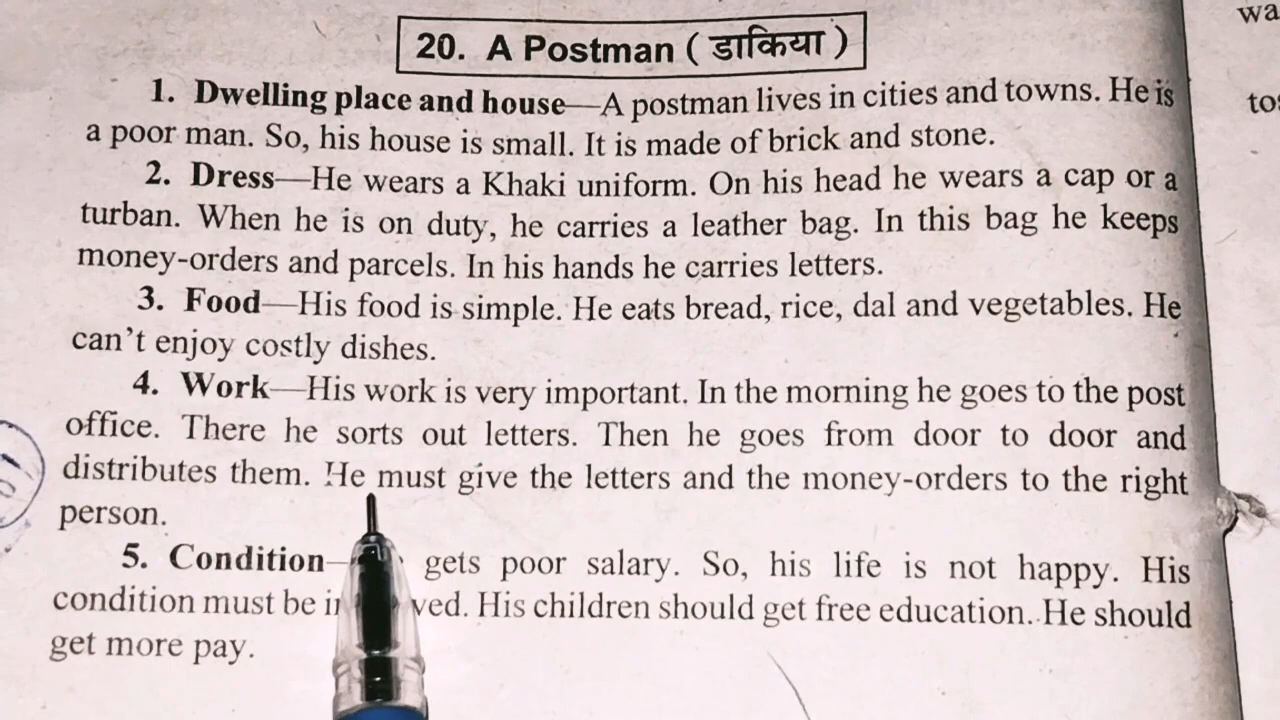 20. A Postman ( डाकिया )
1. Dwelling place and house—A postman lives in cities and towns. He is
a poor man. So, his house is small. It is made of brick and stone.
2. Dress—He wears a Khaki uniform. On his head he wears a cap or a
turban. When he is on duty, he carries a leather bag. In this bag he keeps
money-orders and parcels. In his hands he carries letters.
3. Food—His food is simple. He eats bread, rice, dal and vegetables. He
can't enjoy costly dishes.
4. Work—His work is very important. In the morning he goes to the post
office. There he sorts out letters. Then he goes from door to door and
distributes them. He must give the letters and the money-orders to the right
person.
5. Condition— gets poor salary. So, his life is not happy. His
condition must be . His children should get free education. He should
get more pay.